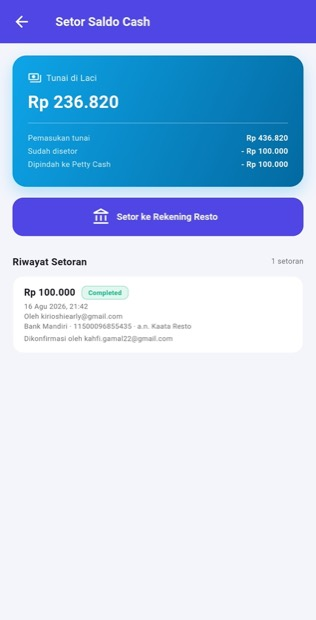 Setor Saldo Cash
Tunai di Laci
Rp 236.820
Pemasukan tunai Rp 436.820
Sudah disetor - Rp 100.000
Dipindah ke Petty Cash - Rp 100.000
Setor ke Rekening Resto
Riwayat Setoran 1 setoran
Rp 100.000 Completed
16 Agu 2026, 21:42
Oleh kirioshiearly@gmail.com
Bank Mandiri · 11500096855435 · a.n. Kaata Resto
Dikonfirmasi oleh kahfi.gamal22@gmail.com